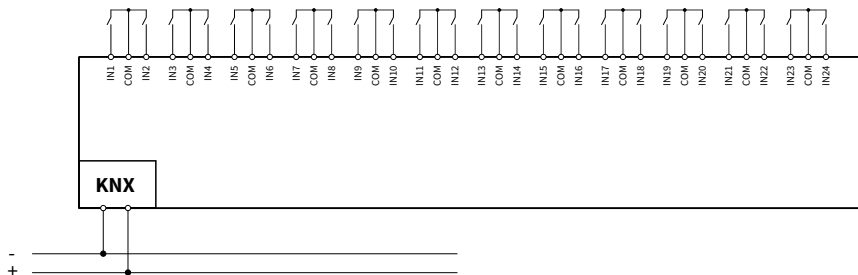 IN1 COM IN2 IN3 COM IN4 IN5 COM IN6 IN7 COM IN8 IN9 COM IN10 IN11 COM IN12 IN13 COM IN14 IN15 COM IN16 IN17 COM IN18 IN19 COM IN20 IN21 COM IN22 IN23 COM IN24
KNX
-
+